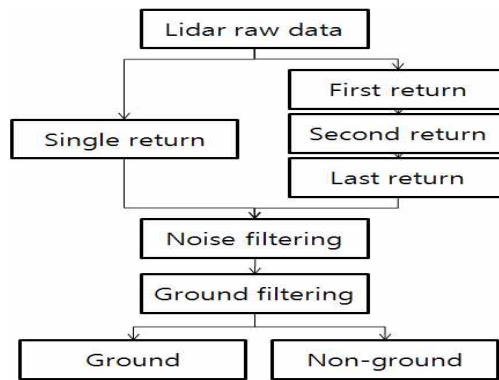 Lidar raw data
First return
Second return
Single return
Last return
Noise filtering
Ground filtering
Ground
Non-ground